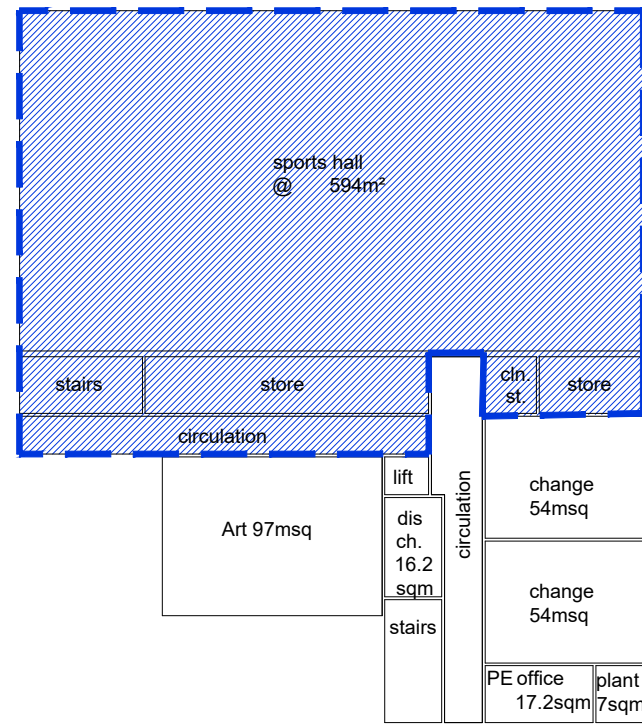 sports hall
@ 594m²
stairs
store
cln.
st.
store
circulation
lift
change
54msq
Art 97msq
dis
ch.
16.2
sqm
circulation
change
54msq
stairs
PE office
17.2sqm
plant
7sqm